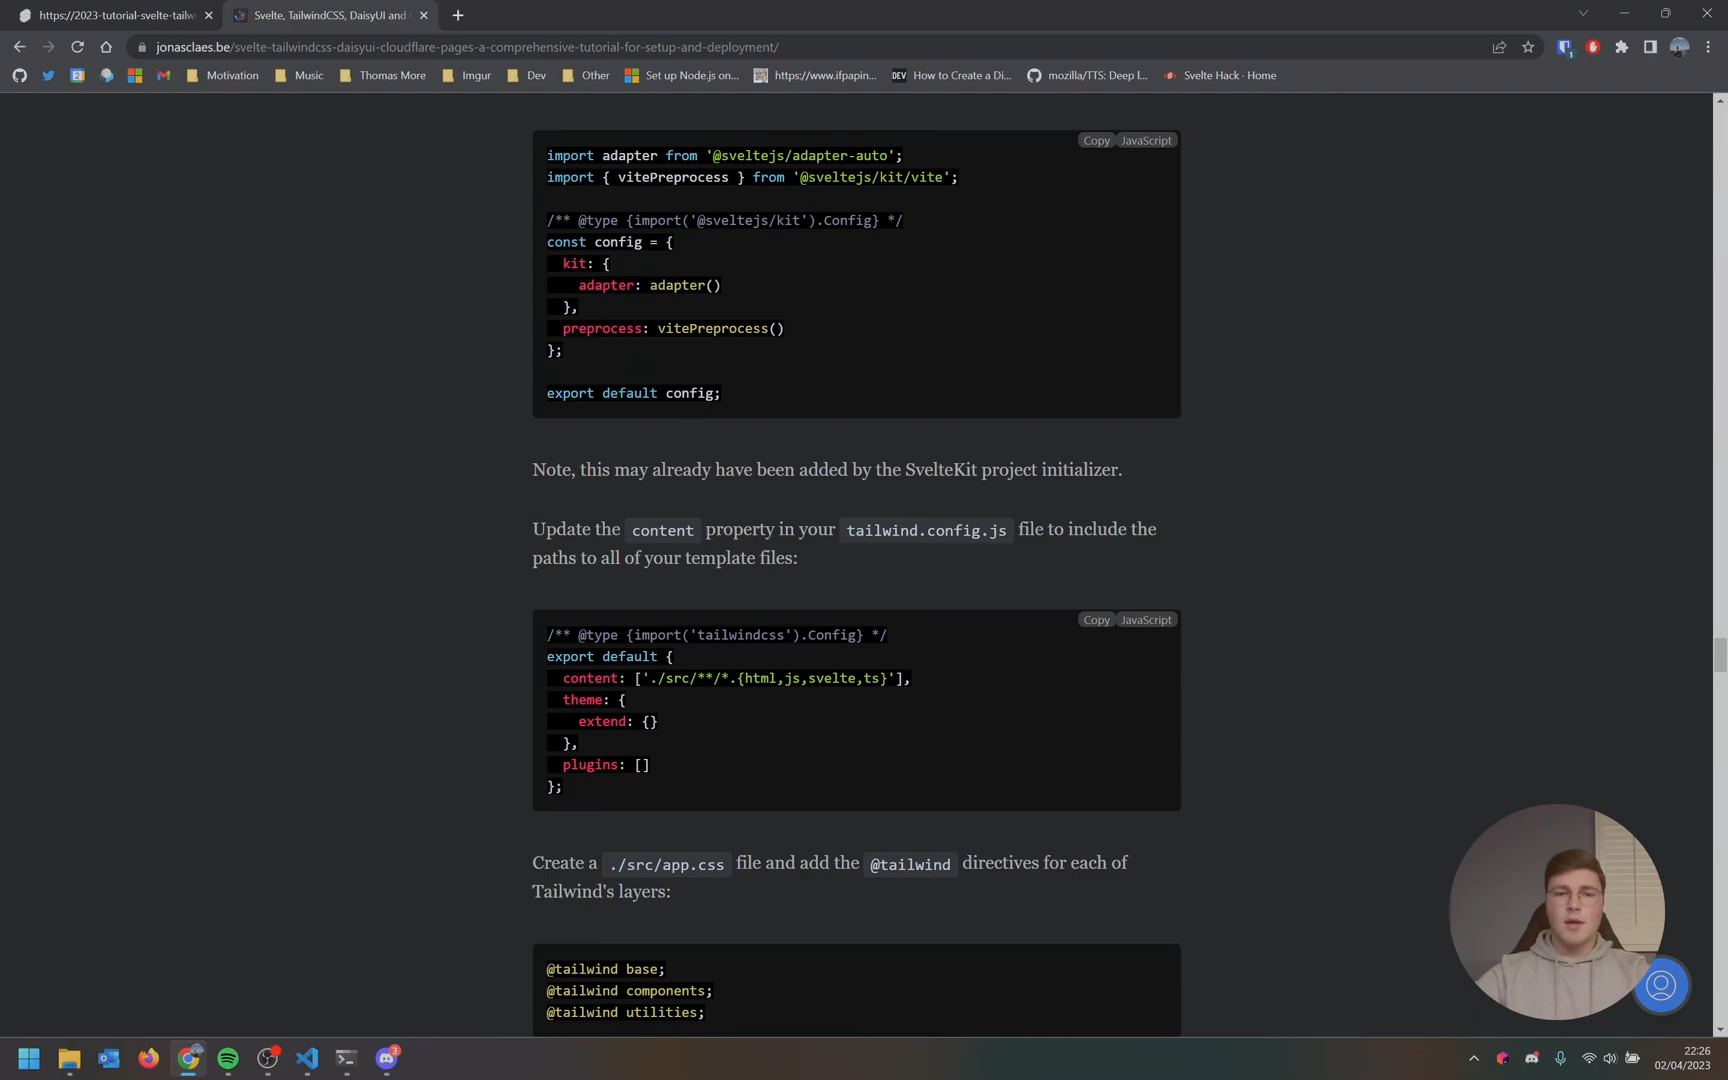 https://2023-tutorial-svelte-tailw
Svelte, TailwindCSS, DaisyUI and
jonasclaes.be/svelte-tailwindcss-daisyui-cloudflare-pages-a-comprehensive-tutorial-for-setup-and-deployment/
1
2
Motivation
Music
Thomas More
Imgur
Dev
Other
Set up Node.js on...
https://www.ifpapin...
DEV
How to Create a Di...
mozilla/TTS: Deep l...
Svelte Hack · Home
Copy
JavaScript
import adapter from '@sveltejs/adapter-auto';
import { vitePreprocess } from '@sveltejs/kit/vite';
/** @type {import('@sveltejs/kit').Config} */
const config = {
kit: {
adapter: adapter()
},
preprocess: vitePreprocess()
};
export default config;
Note, this may already have been added by the SvelteKit project initializer.
Update the content property in your tailwind.config.js file to include the
paths to all of your template files:
Copy
JavaScript
/** @type {import('tailwindcss').Config} */
export default {
content: ['./src/**/*.{html,js,svelte,ts}'],
theme: {
extend: {}
},
plugins: []
};
Create a ./src/app.css file and add the @tailwind directives for each of
Tailwind's layers:
@tailwind base;
@tailwind components;
@tailwind utilities;
3
22:26
02/04/2023